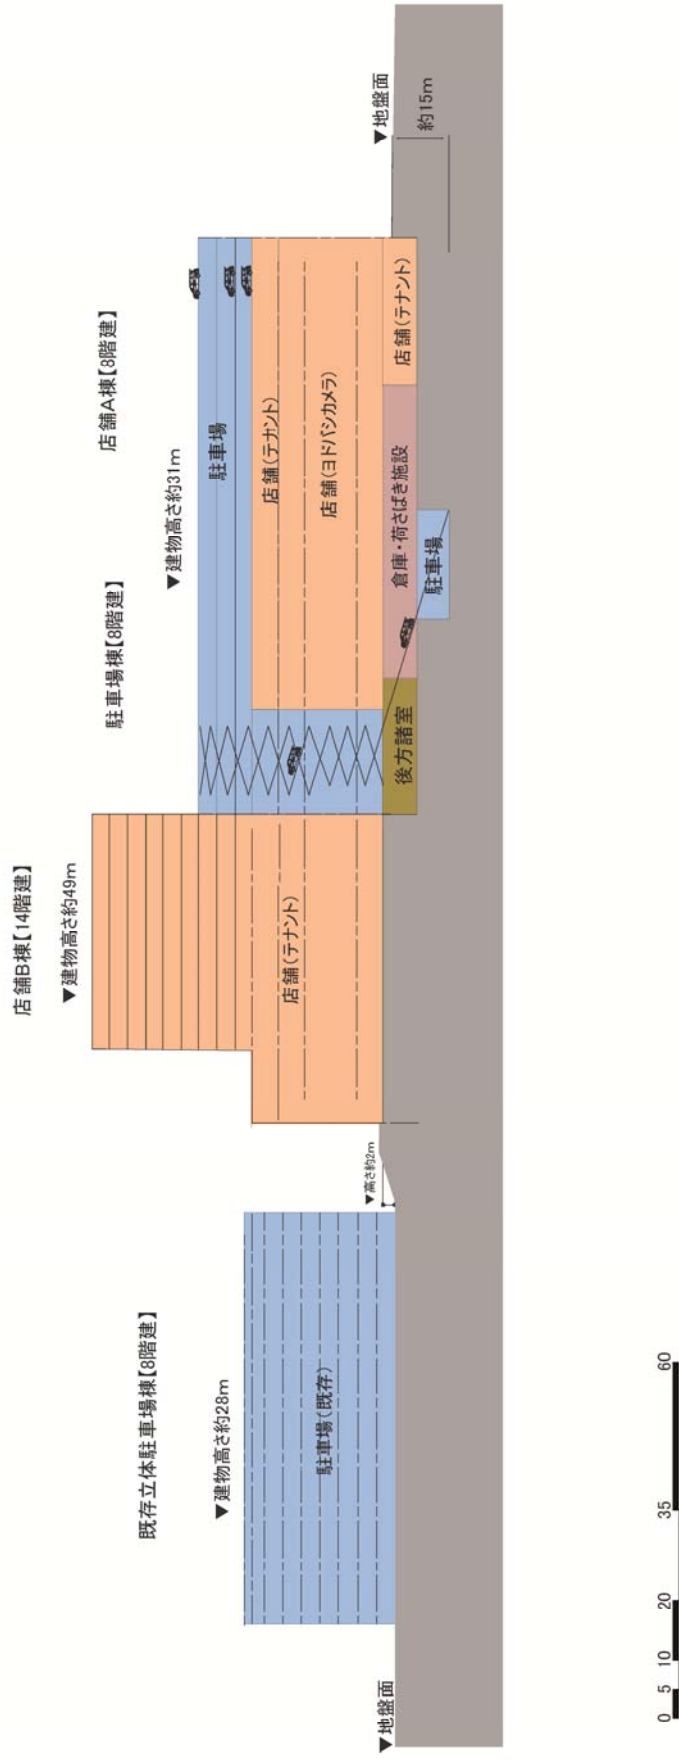 店舗B棟【14階建】
▼建物高さ約49m
駐車場棟【8階建】
店舗A棟【8階建】
▼建物高さ約31m
既存立体駐車場棟【8階建】
▼建物高さ約28m
駐車場
店舗(テナント)
店舗(ヨドバシカメラ)
店舗(テナント)
駐車場(既存)
▼高さ約2m
▼地盤面
▼地盤面
後方諸室
倉庫・荷さばき施設
店舗(テナント)
駐車場
約15m
0 5 10 20 35 60